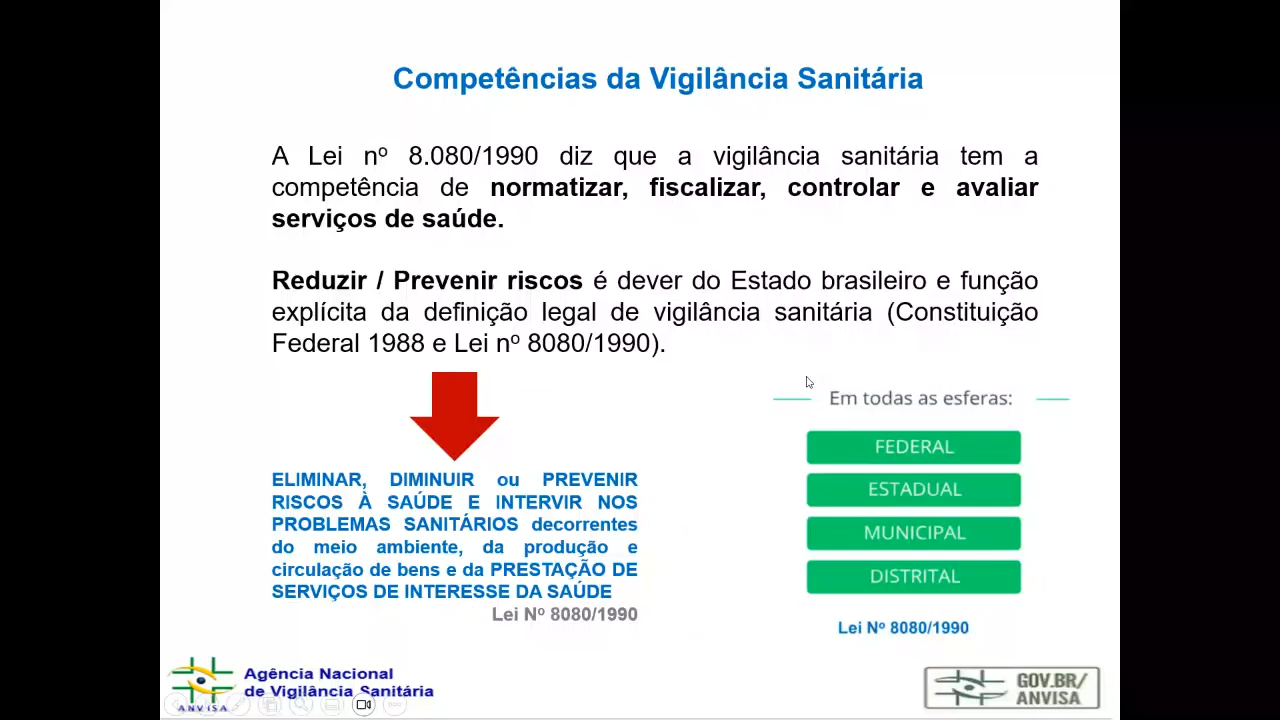 Competências da Vigilância Sanitária
A Lei nº 8.080/1990 diz que a vigilância sanitária tem a
competência de normatizar, fiscalizar, controlar e avaliar
serviços de saúde.
Reduzir / Prevenir riscos é dever do Estado brasileiro e função
explícita da definição legal de vigilância sanitária (Constituição
Federal 1988 e Lei nº 8080/1990).
ELIMINAR, DIMINUIR ou PREVENIR
RISCOS À SAÚDE E INTERVIR NOS
PROBLEMAS SANITÁRIOS decorrentes
do meio ambiente, da produção e
circulação de bens e da PRESTAÇÃO DE
SERVIÇOS DE INTERESSE DA SAÚDE
Lei Nº 8080/1990
Em todas as esferas:
FEDERAL
ESTADUAL
MUNICIPAL
DISTRITAL
Lei Nº 8080/1990
Agência Nacional
de Vigilância Sanitária
ANVISA
GOV.BR/
ANVISA